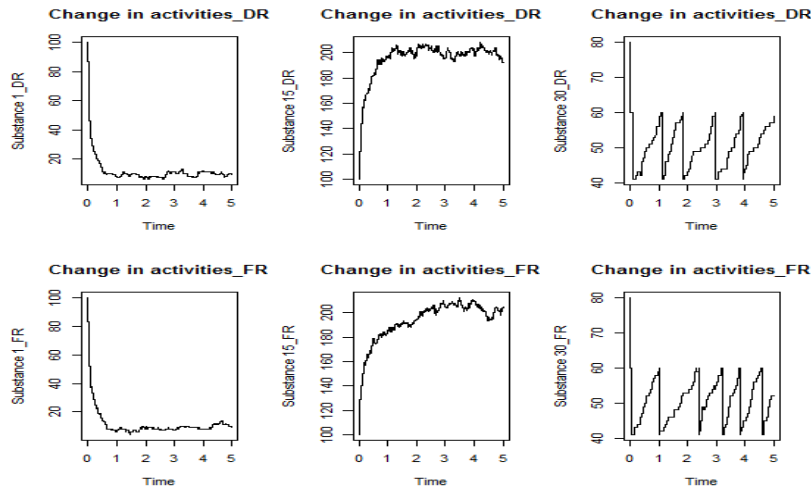 Change in activities_DR
Substance 1_DR
20 40 60 80 100
0 1 2 3 4 5
Time
Change in activities_DR
Substance 15_DR
100 120 140 160 180 200
0 1 2 3 4 5
Time
Change in activities_DR
Substance 30_DR
40 50 60 70 80
0 1 2 3 4 5
Time
Change in activities_FR
Substance 1_FR
20 40 60 80 100
0 1 2 3 4 5
Time
Change in activities_FR
Substance 15_FR
100 120 140 160 180 200
0 1 2 3 4 5
Time
Change in activities_FR
Substance 30_FR
40 50 60 70 80
0 1 2 3 4 5
Time